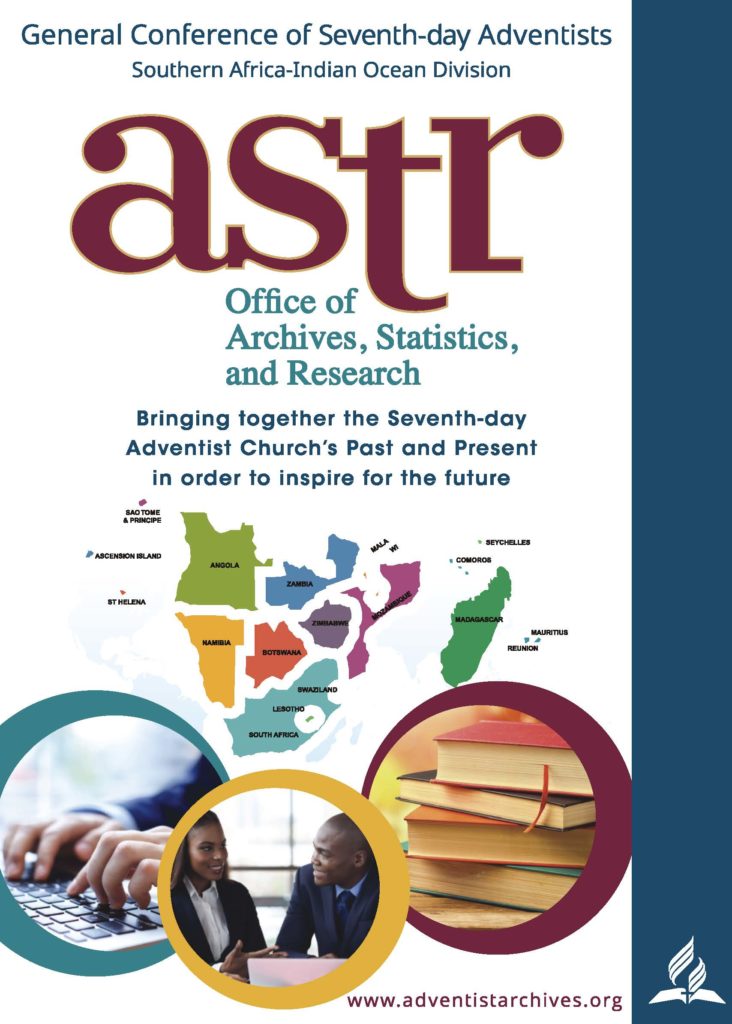 General Conference of Seventh-day Adventists
Southern Africa-Indian Ocean Division
astr
Office of
Archives, Statistics,
and Research
Bringing together the Seventh-day
Adventist Church's Past and Present
in order to inspire for the future
SAO TOME
& PRINCIPE
ASCENSION ISLAND
ST HELENA
ANGOLA
ZAMBIA
MALA
WI
MOZAMBIQUE
ZIMBABWE
NAMIBIA
BOTSWANA
SWAZILAND
LESOTHO
SOUTH AFRICA
SEYCHELLES
COMOROS
MADAGASCAR
MAURITIUS
REUNION
www.adventistarchives.org